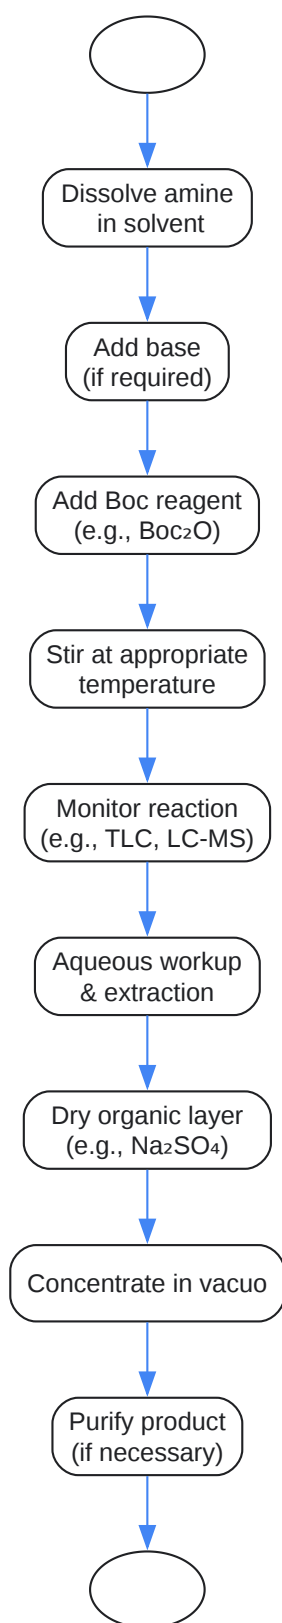 Dissolve amine
in solvent
Add base
(if required)
Add Boc reagent
(e.g., Boc₂O)
Stir at appropriate
temperature
Monitor reaction
(e.g., TLC, LC-MS)
Aqueous workup
& extraction
Dry organic layer
(e.g., Na₂SO₄)
Concentrate in vacuo
Purify product
(if necessary)